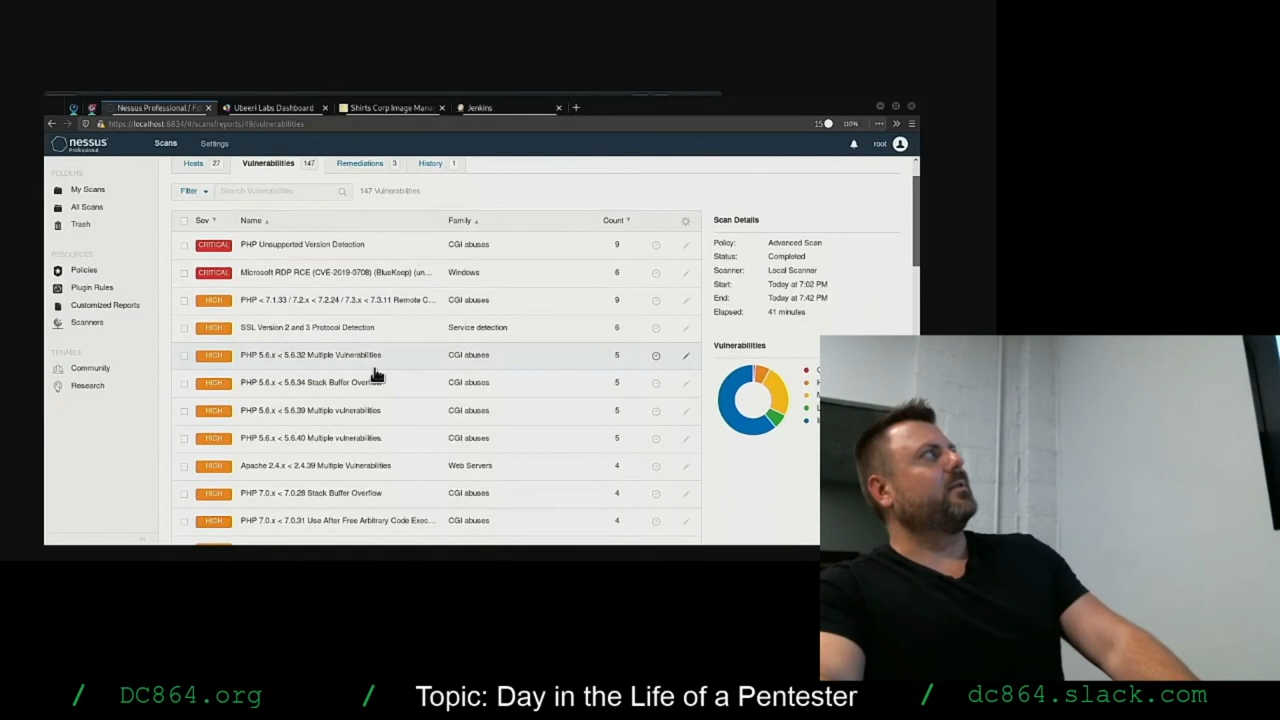 Nessus Professional / Fo
Ubeeri Labs Dashboard
Shirts Corp Image Mana
Jenkins
https://localhost:8834/#/scans/reports/49/vulnerabilities
15
110%
nessus
Professional
Scans
Settings
root
FOLDERS
My Scans
All Scans
Trash
RESOURCES
Policies
Plugin Rules
Customized Reports
Scanners
TENABLE
Community
Research
Hosts 27
Vulnerabilities 147
Remediations 3
History 1
Filter
Search Vulnerabilities
147 Vulnerabilities
Sev Name Family Count
CRITICAL PHP Unsupported Version Detection CGI abuses 9
CRITICAL Microsoft RDP RCE (CVE-2019-0708) (BlueKeep) (un... Windows 6
HIGH PHP < 7.1.33 / 7.2.x < 7.2.24 / 7.3.x < 7.3.11 Remote C... CGI abuses 9
HIGH SSL Version 2 and 3 Protocol Detection Service detection 6
HIGH PHP 5.6.x < 5.6.32 Multiple Vulnerabilities CGI abuses 5
HIGH PHP 5.6.x < 5.6.34 Stack Buffer Overflow CGI abuses 5
HIGH PHP 5.6.x < 5.6.39 Multiple vulnerabilities CGI abuses 5
HIGH PHP 5.6.x < 5.6.40 Multiple vulnerabilities. CGI abuses 5
HIGH Apache 2.4.x < 2.4.39 Multiple Vulnerabilities Web Servers 4
HIGH PHP 7.0.x < 7.0.28 Stack Buffer Overflow CGI abuses 4
HIGH PHP 7.0.x < 7.0.31 Use After Free Arbitrary Code Exec... CGI abuses 4
Scan Details
Policy: Advanced Scan
Status: Completed
Scanner: Local Scanner
Start: Today at 7:02 PM
End: Today at 7:42 PM
Elapsed: 41 minutes
Vulnerabilities
/ DC864.org / Topic: Day in the Life of a Pentester / dc864.slack.com